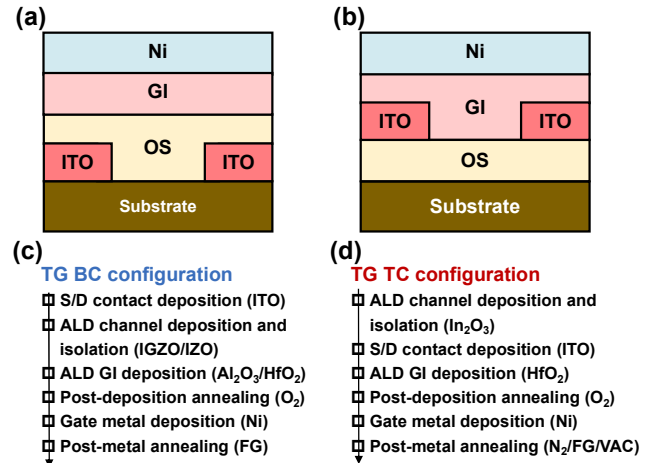 (a)
Ni
GI
OS
ITO
ITO
Substrate
(b)
Ni
GI
ITO
ITO
OS
Substrate
(c)
TG BC configuration
S/D contact deposition (ITO)
ALD channel deposition and
isolation (IGZO/IZO)
ALD GI deposition (Al₂O₃/HfO₂)
Post-deposition annealing (O₂)
Gate metal deposition (Ni)
Post-metal annealing (FG)
(d)
TG TC configuration
ALD channel deposition and
isolation (In₂O₃)
S/D contact deposition (ITO)
ALD GI deposition (HfO₂)
Post-deposition annealing (O₂)
Gate metal deposition (Ni)
Post-metal annealing (N₂/FG/VAC)